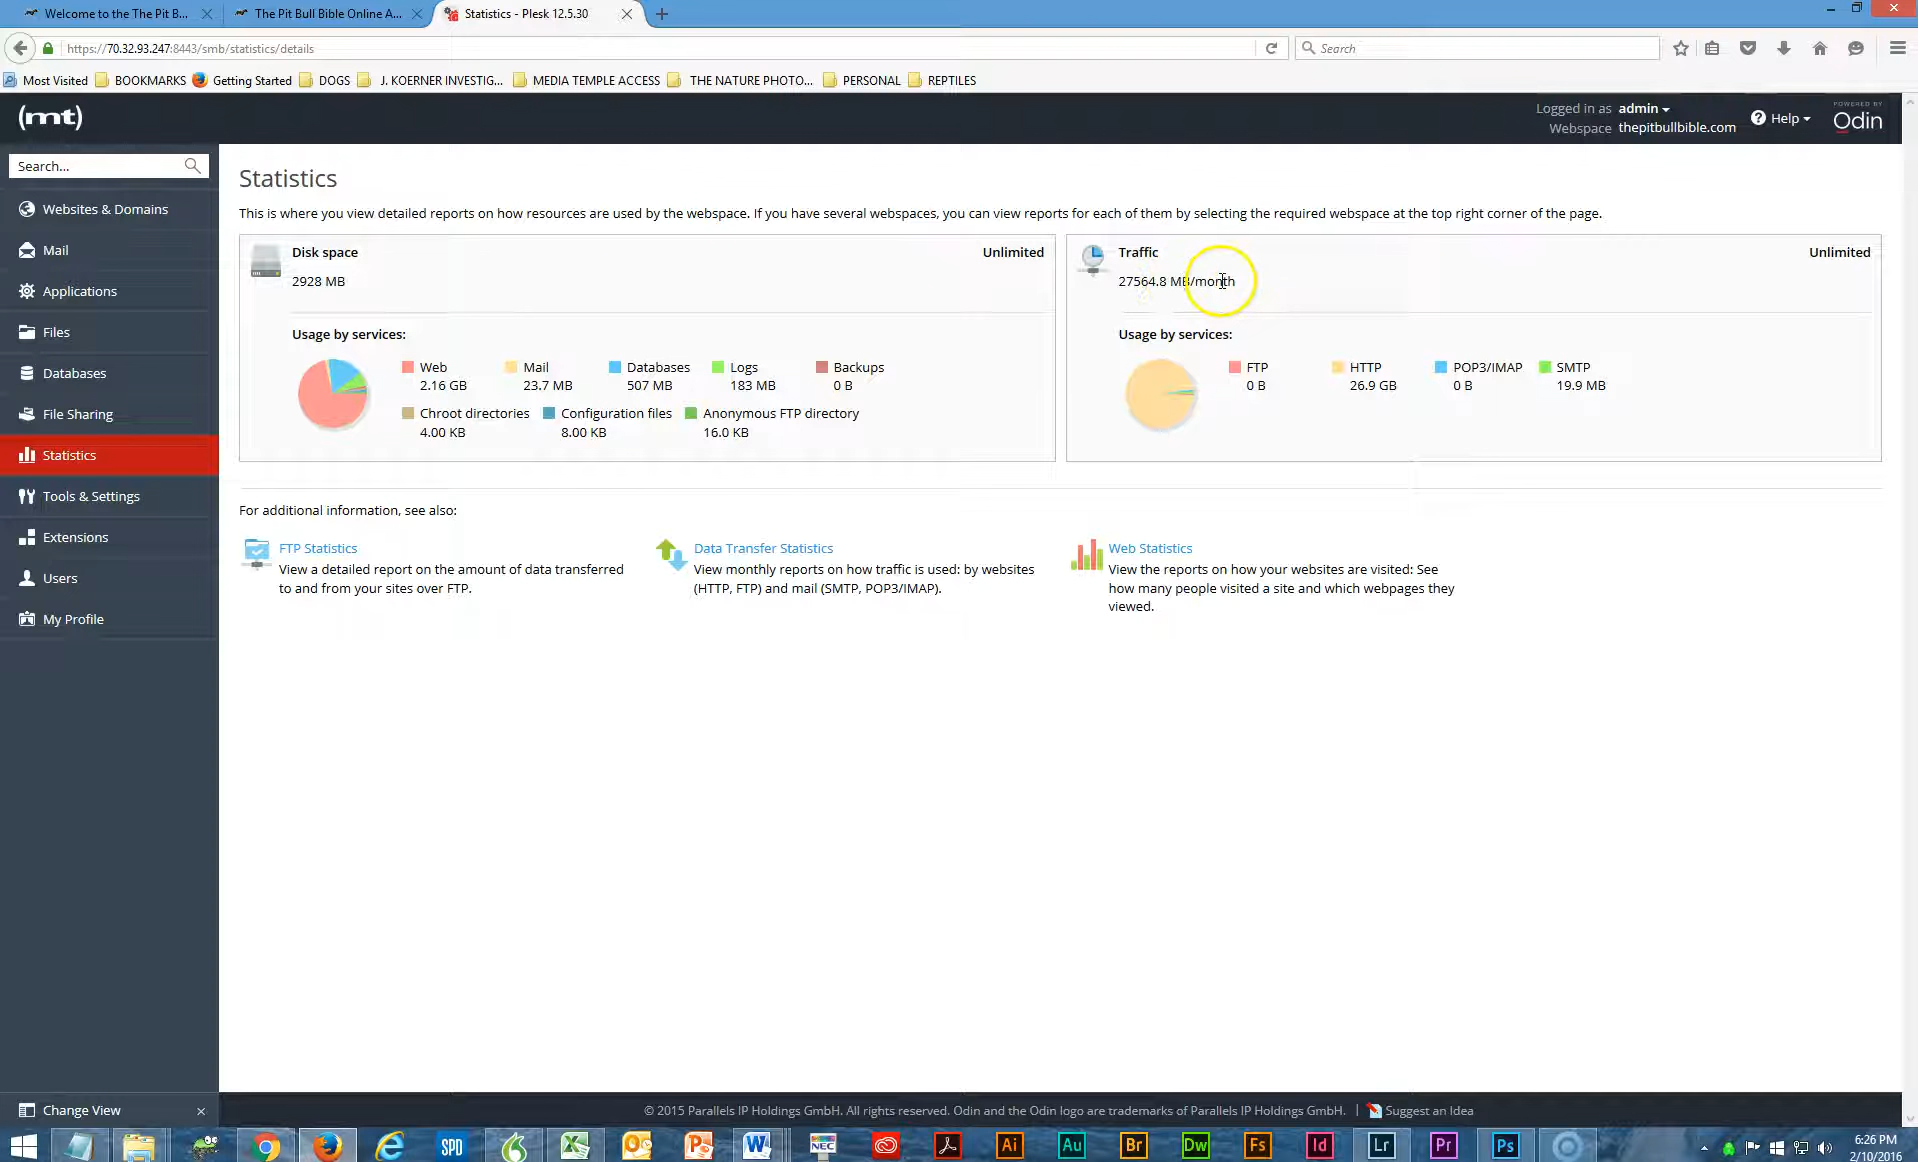 Welcome to the The Pit B...
The Pit Bull Bible Online A...
Statistics - Plesk 12.5.30
https://70.32.93.247:8443/smb/statistics/details
Search
Most Visited
BOOKMARKS
Getting Started
DOGS
J. KOERNER INVESTIG...
MEDIA TEMPLE ACCESS
THE NATURE PHOTO...
PERSONAL
REPTILES
(mt)
Logged in as admin
Webspace thepitbullbible.com
Help
POWERED BY
Odin
Search...
Websites & Domains
Mail
Applications
Files
Databases
File Sharing
Statistics
Tools & Settings
Extensions
Users
My Profile
Statistics
This is where you view detailed reports on how resources are used by the webspace. If you have several webspaces, you can view reports for each of them by selecting the required webspace at the top right corner of the page.
Disk space Unlimited
2928 MB
Usage by services:
Web Mail Databases Logs Backups
2.16 GB 23.7 MB 507 MB 183 MB 0 B
Chroot directories Configuration files Anonymous FTP directory
4.00 KB 8.00 KB 16.0 KB
Traffic Unlimited
27564.8 MB/month
Usage by services:
FTP HTTP POP3/IMAP SMTP
0 B 26.9 GB 0 B 19.9 MB
For additional information, see also:
FTP Statistics
View a detailed report on the amount of data transferred
to and from your sites over FTP.
Data Transfer Statistics
View monthly reports on how traffic is used: by websites
(HTTP, FTP) and mail (SMTP, POP3/IMAP).
Web Statistics
View the reports on how your websites are visited: See
how many people visited a site and which webpages they
viewed.
Change View
© 2015 Parallels IP Holdings GmbH. All rights reserved. Odin and the Odin logo are trademarks of Parallels IP Holdings GmbH. | Suggest an Idea
SPD
NEC
Ai
Au
Br
Dw
Fs
Id
Lr
Pr
Ps
6:26 PM
2/10/2016